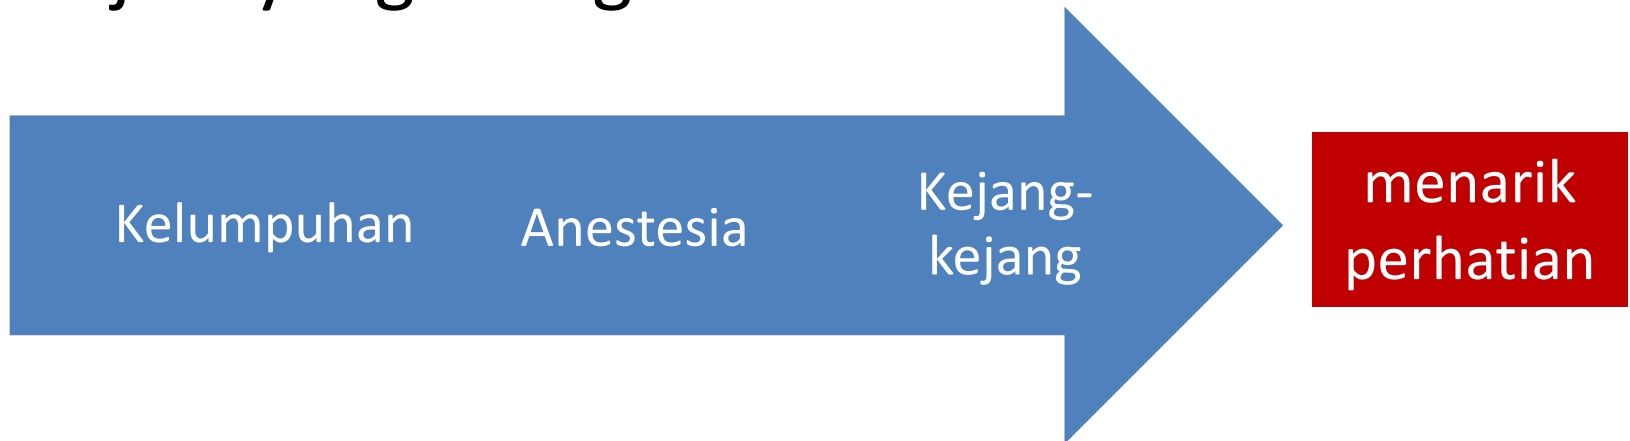 Kelumpuhan
Anestesia
Kejang-
kejang
menarik
perhatian